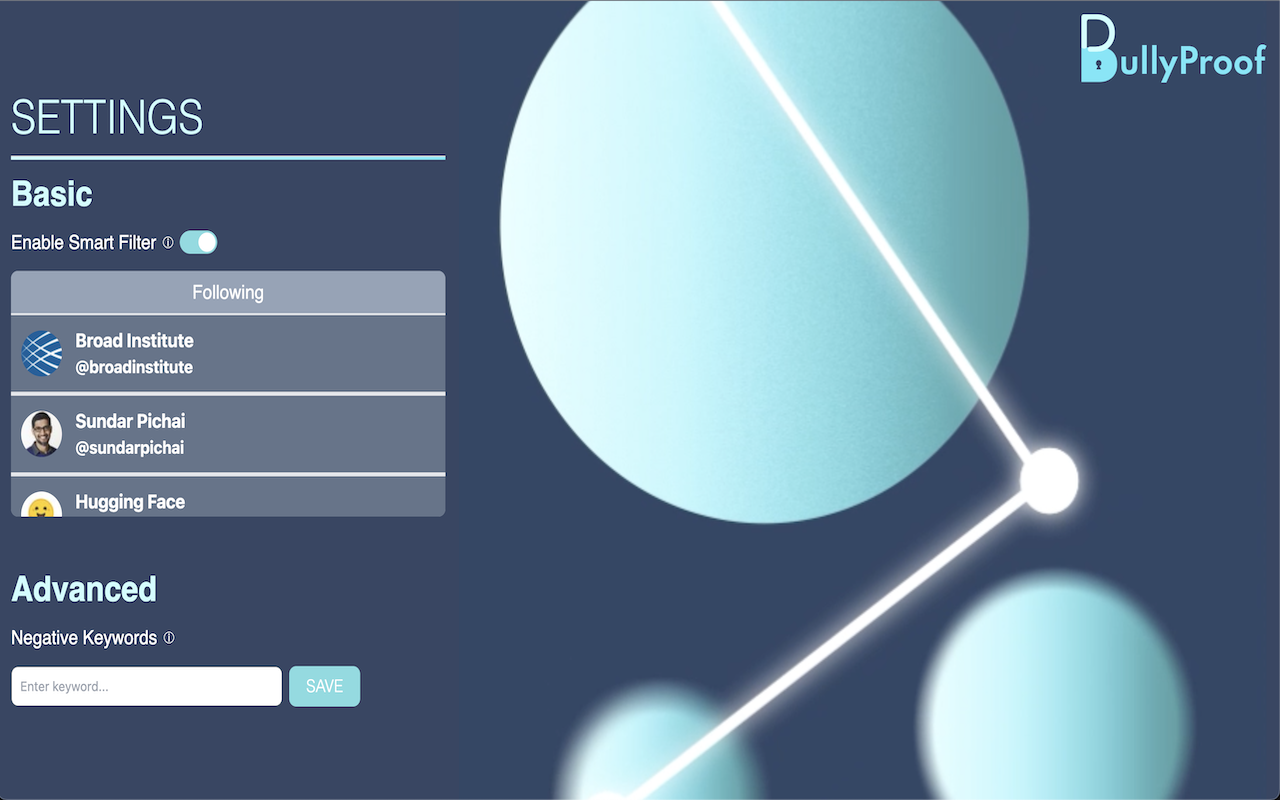 BullyProof
SETTINGS
Basic
Enable Smart Filter
Following
Broad Institute
@broadinstitute
Sundar Pichai
@sundarpichai
Hugging Face
Advanced
Negative Keywords
Enter keyword...
SAVE